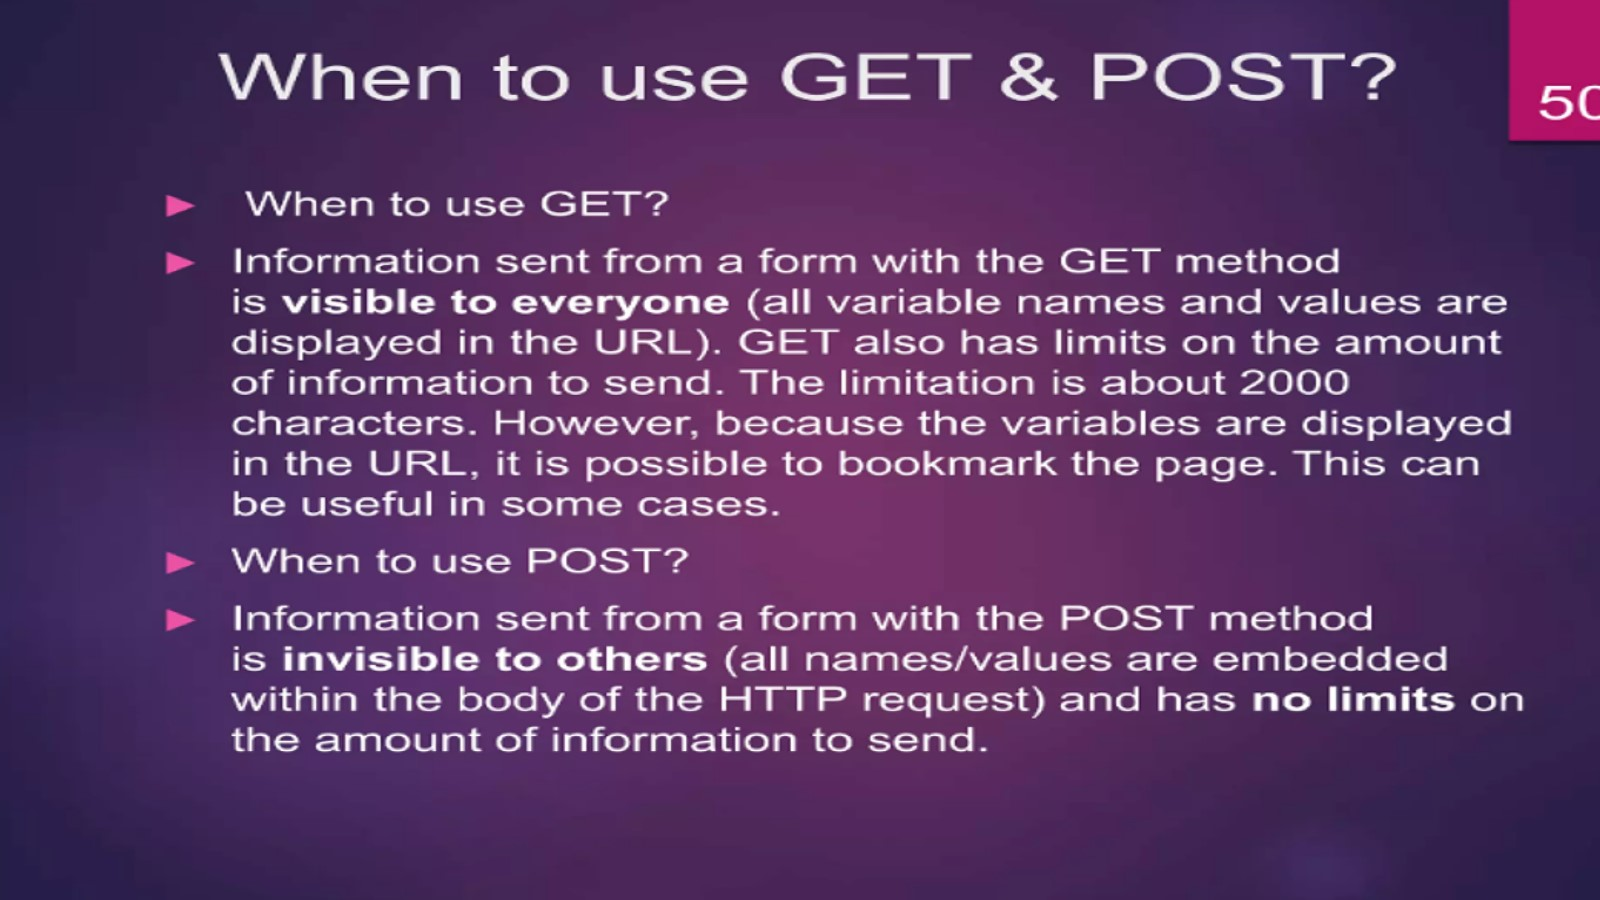 When to use GET & POST?
50
When to use GET?
Information sent from a form with the GET method
is visible to everyone (all variable names and values are
displayed in the URL). GET also has limits on the amount
of information to send. The limitation is about 2000
characters. However, because the variables are displayed
in the URL, it is possible to bookmark the page. This can
be useful in some cases.
When to use POST?
Information sent from a form with the POST method
is invisible to others (all names/values are embedded
within the body of the HTTP request) and has no limits on
the amount of information to send.